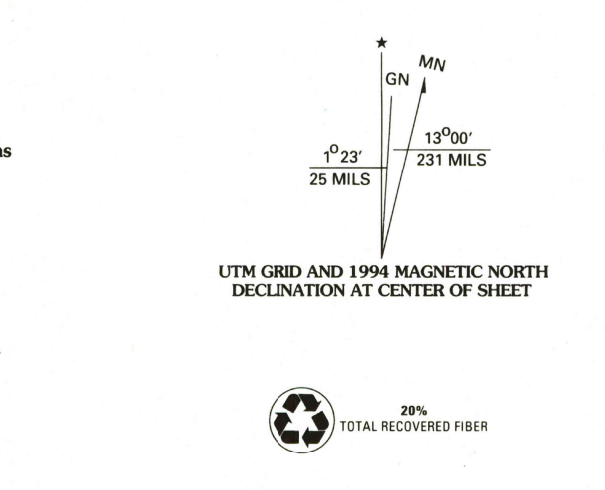 ★
MN
GN
13°00′
231 MILS
1°23′
25 MILS
UTM GRID AND 1994 MAGNETIC NORTH
DECLINATION AT CENTER OF SHEET
20%
TOTAL RECOVERED FIBER